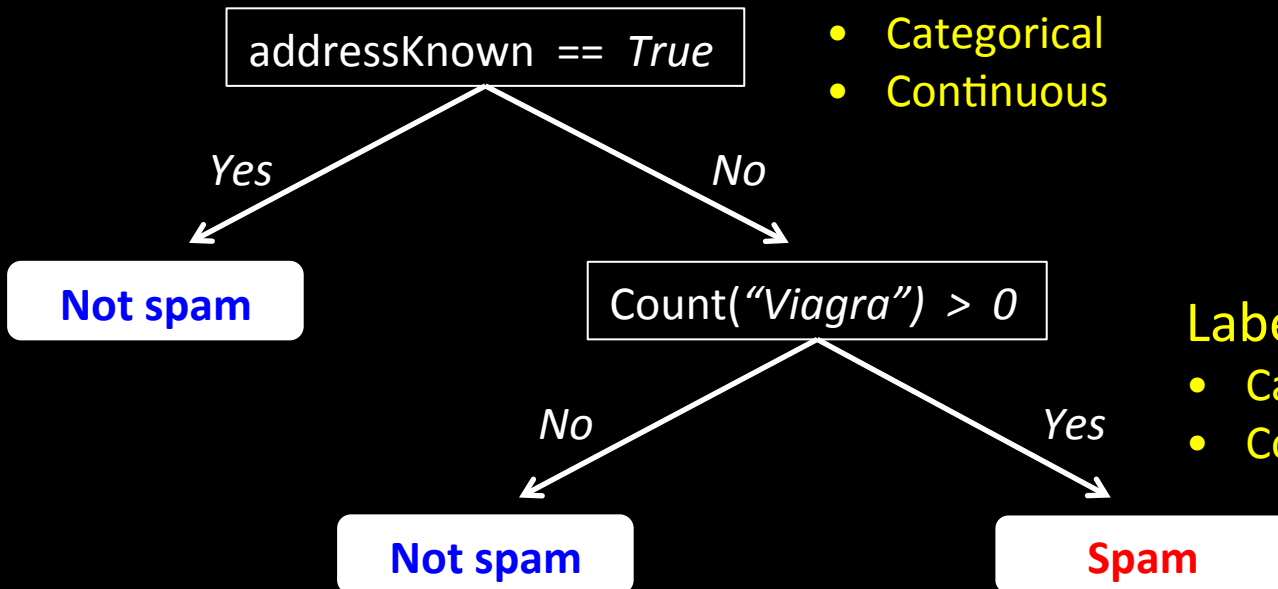 addressKnown == True
• Categorical
• Continuous
Yes
No
Not spam
Count(“Viagra”) > 0
No
Yes
Not spam
Spam